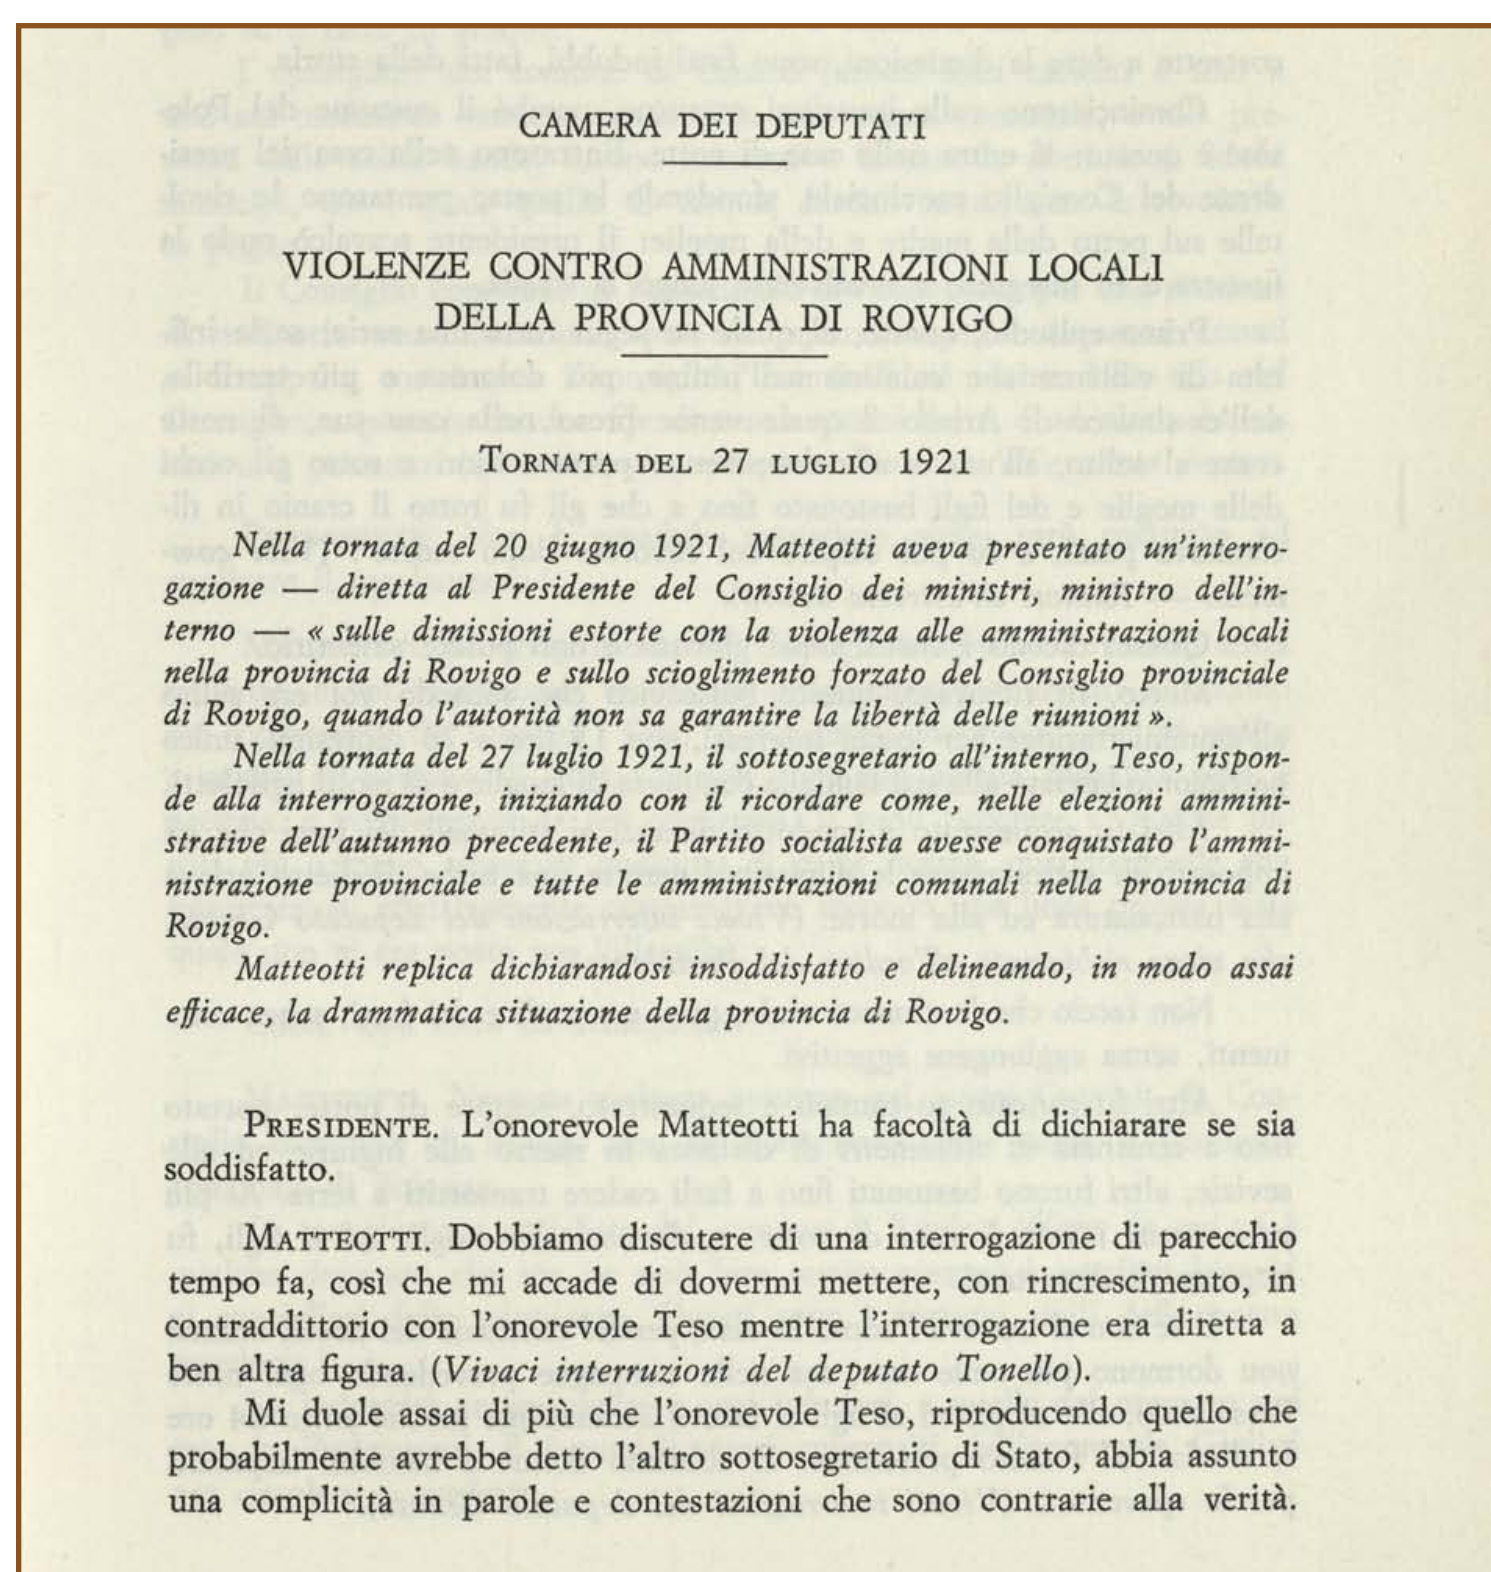 CAMERA DEI DEPUTATI
VIOLENZE CONTRO AMMINISTRAZIONI LOCALI
DELLA PROVINCIA DI ROVIGO
TORNATA DEL 27 LUGLIO 1921
Nella tornata del 20 giugno 1921, Matteotti aveva presentato un'interro-
gazione — diretta al Presidente del Consiglio dei ministri, ministro dell'in-
terno — « sulle dimissioni estorte con la violenza alle amministrazioni locali
nella provincia di Rovigo e sullo scioglimento forzato del Consiglio provinciale
di Rovigo, quando l'autorità non sa garantire la libertà delle riunioni ».
Nella tornata del 27 luglio 1921, il sottosegretario all'interno, Teso, rispon-
de alla interrogazione, iniziando con il ricordare come, nelle elezioni ammini-
strative dell'autunno precedente, il Partito socialista avesse conquistato l'ammi-
nistrazione provinciale e tutte le amministrazioni comunali nella provincia di
Rovigo.
Matteotti replica dichiarandosi insoddisfatto e delineando, in modo assai
efficace, la drammatica situazione della provincia di Rovigo.
PRESIDENTE. L'onorevole Matteotti ha facoltà di dichiarare se sia
soddisfatto.
MATTEOTTI. Dobbiamo discutere di una interrogazione di parecchio
tempo fa, così che mi accade di dovermi mettere, con rincrescimento, in
contraddittorio con l'onorevole Teso mentre l'interrogazione era diretta a
ben altra figura. (Vivaci interruzioni del deputato Tonello).
Mi duole assai di più che l'onorevole Teso, riproducendo quello che
probabilmente avrebbe detto l'altro sottosegretario di Stato, abbia assunto
una complicità in parole e contestazioni che sono contrarie alla verità.